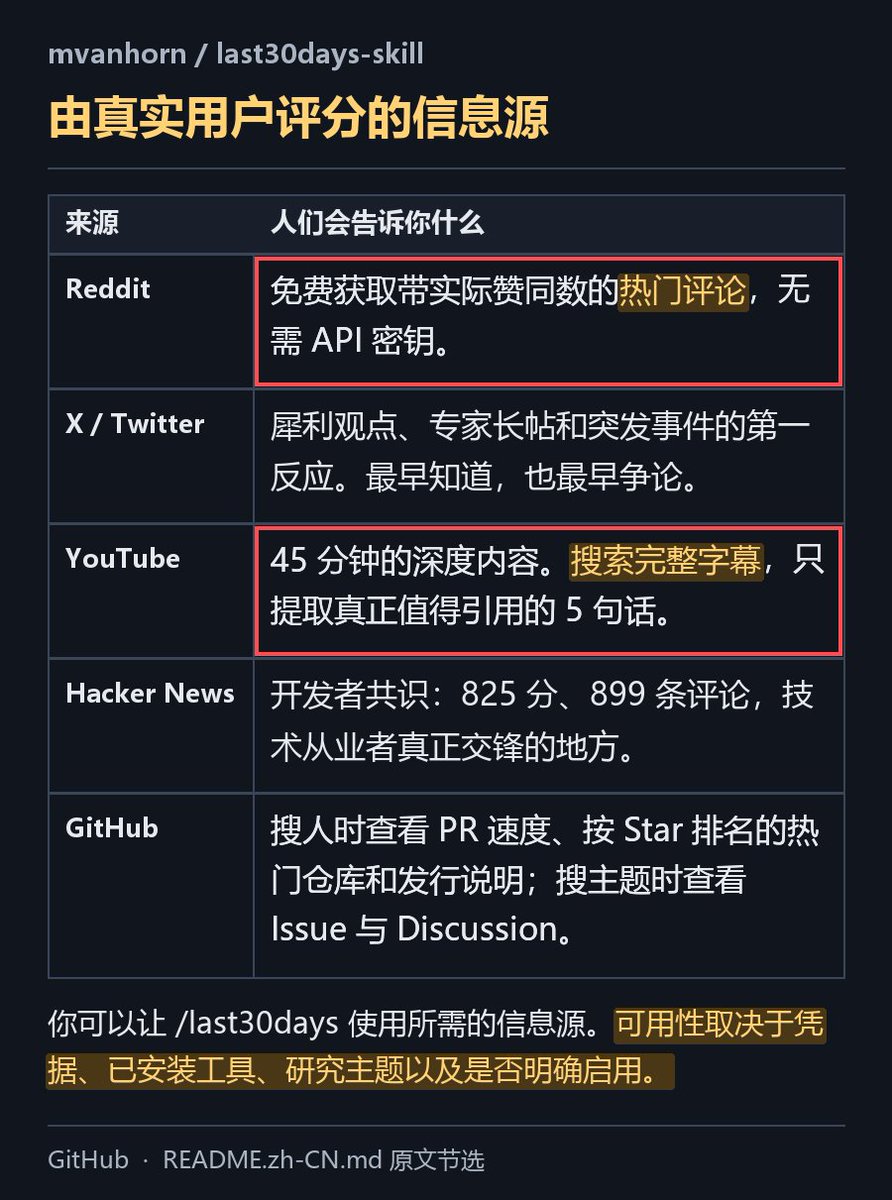 mvanhorn / last30days-skill
由真实用户评分的信息源
来源
人们会告诉你什么
Reddit
免费获取带实际赞同数的热门评论，无
需 API 密钥。
X / Twitter
犀利观点、专家长帖和突发事件的第一
反应。最早知道，也最早争论。
YouTube
45 分钟的深度内容。搜索完整字幕，只
提取真正值得引用的 5 句话。
Hacker News
开发者共识：825 分、899 条评论，技
术从业者真正交锋的地方。
GitHub
搜人时查看 PR 速度、按 Star 排名的热
门仓库和发行说明；搜主题时查看
Issue 与 Discussion。
你可以让 /last30days 使用所需的信息源。可用性取决于凭
据、已安装工具、研究主题以及是否明确启用。
GitHub · README.zh-CN.md 原文节选